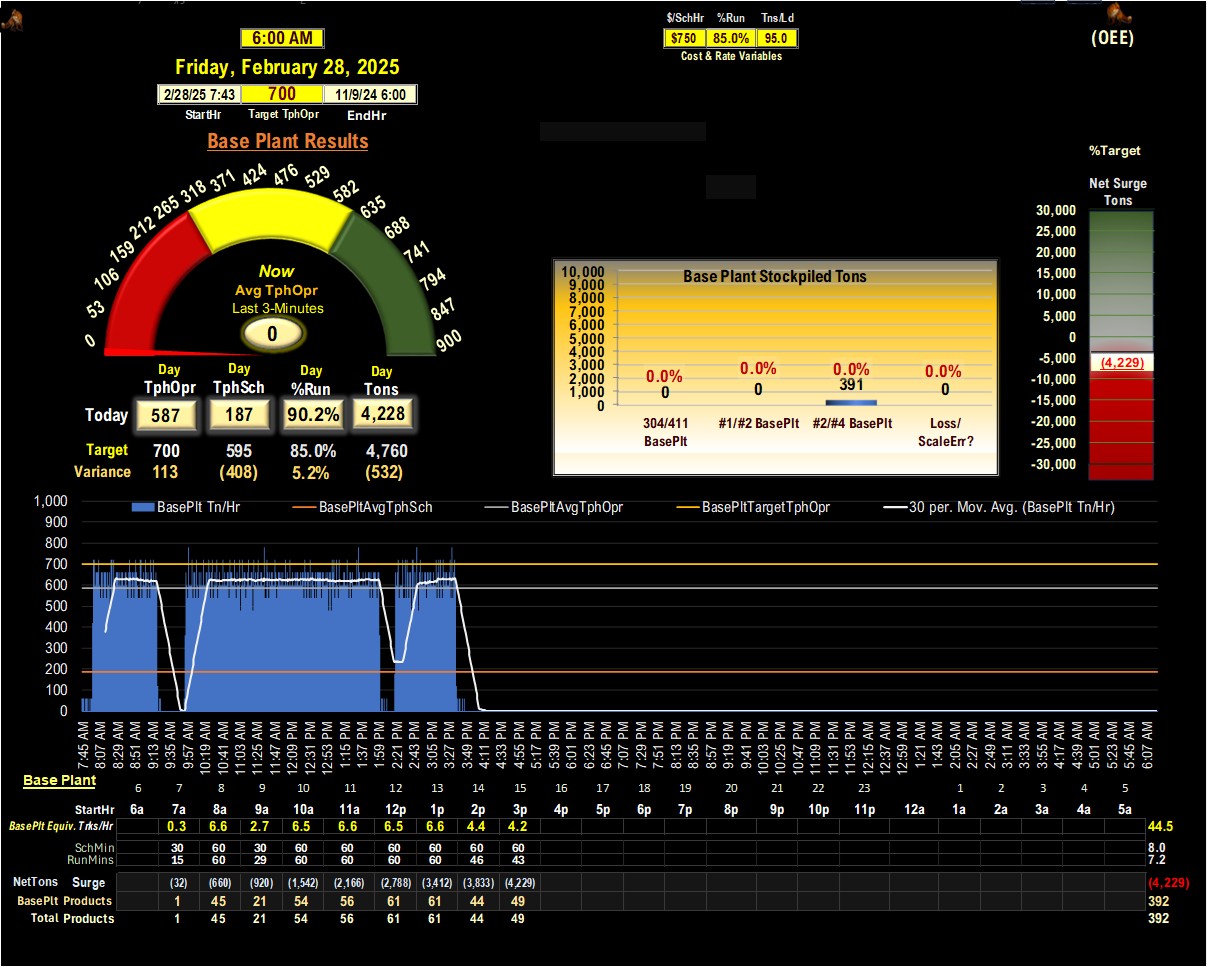 $/SchHr %Run Tns/Ld
$750 85.0% 95.0
Cost & Rate Variables
(OEE)
6:00 AM
Friday, February 28, 2025
2/28/25 7:43 700 11/9/24 6:00
StartHr Target TphOpr EndHr
Base Plant Results
0 53 106 159 212 265 318 371 424 476 529 582 635 688 741 794 847 900
Now
Avg TphOpr
Last 3-Minutes
0
Day Day Day Day
TphOpr TphSch %Run Tons
Today 587 187 90.2% 4,228
Target 700 595 85.0% 4,760
Variance 113 (408) 5.2% (532)
Base Plant Stockpiled Tons
10,000
9,000
8,000
7,000
6,000
5,000
4,000
3,000
2,000
1,000
0
0.0% 0.0% 0.0% 0.0%
0 0 391 0
304/411 BasePlt
#1/#2 BasePlt
#2/#4 BasePlt
Loss/ ScaleErr?
%Target
Net Surge
Tons
30,000
25,000
20,000
15,000
10,000
5,000
0
-5,000
-10,000
-15,000
-20,000
-25,000
-30,000
(4,229)
BasePlt Tn/Hr BasePltAvgTphSch BasePltAvgTphOpr BasePltTargetTphOpr 30 per. Mov. Avg. (BasePlt Tn/Hr)
1,000
900
800
700
600
500
400
300
200
100
0
7:45 AM 8:07 AM 8:29 AM 8:51 AM 9:13 AM 9:35 AM 9:57 AM 10:19 AM 10:41 AM 11:03 AM 11:25 AM 11:47 AM 12:09 PM 12:31 PM 12:53 PM 1:15 PM 1:37 PM 1:59 PM 2:21 PM 2:43 PM 3:05 PM 3:27 PM 3:49 PM 4:11 PM 4:33 PM 4:55 PM 5:17 PM 5:39 PM 6:01 PM 6:23 PM 6:45 PM 7:07 PM 7:29 PM 7:51 PM 8:13 PM 8:35 PM 8:57 PM 9:19 PM 9:41 PM 10:03 PM 10:25 PM 10:47 PM 11:09 PM 11:31 PM 11:53 PM 12:15 AM 12:37 AM 12:59 AM 1:21 AM 1:43 AM 2:05 AM 2:27 AM 2:49 AM 3:11 AM 3:33 AM 3:55 AM 4:17 AM 4:39 AM 5:01 AM 5:23 AM 5:45 AM 6:07 AM
Base Plant
6 7 8 9 10 11 12 13 14 15 16 17 18 19 20 21 22 23 1 2 3 4 5
StartHr 6a 7a 8a 9a 10a 11a 12p 1p 2p 3p 4p 5p 6p 7p 8p 9p 10p 11p 12a 1a 2a 3a 4a 5a
BasePlt Equiv. Trks/Hr 0.3 6.6 2.7 6.5 6.6 6.5 6.6 4.4 4.2 44.5
SchMin 30 60 30 60 60 60 60 60 60 8.0
RunMins 15 60 29 60 60 60 60 46 43 7.2
NetTons Surge (32) (660) (920) (1,542) (2,166) (2,788) (3,412) (3,833) (4,229) (4,229)
BasePlt Products 1 45 21 54 56 61 61 44 49 392
Total Products 1 45 21 54 56 61 61 44 49 392